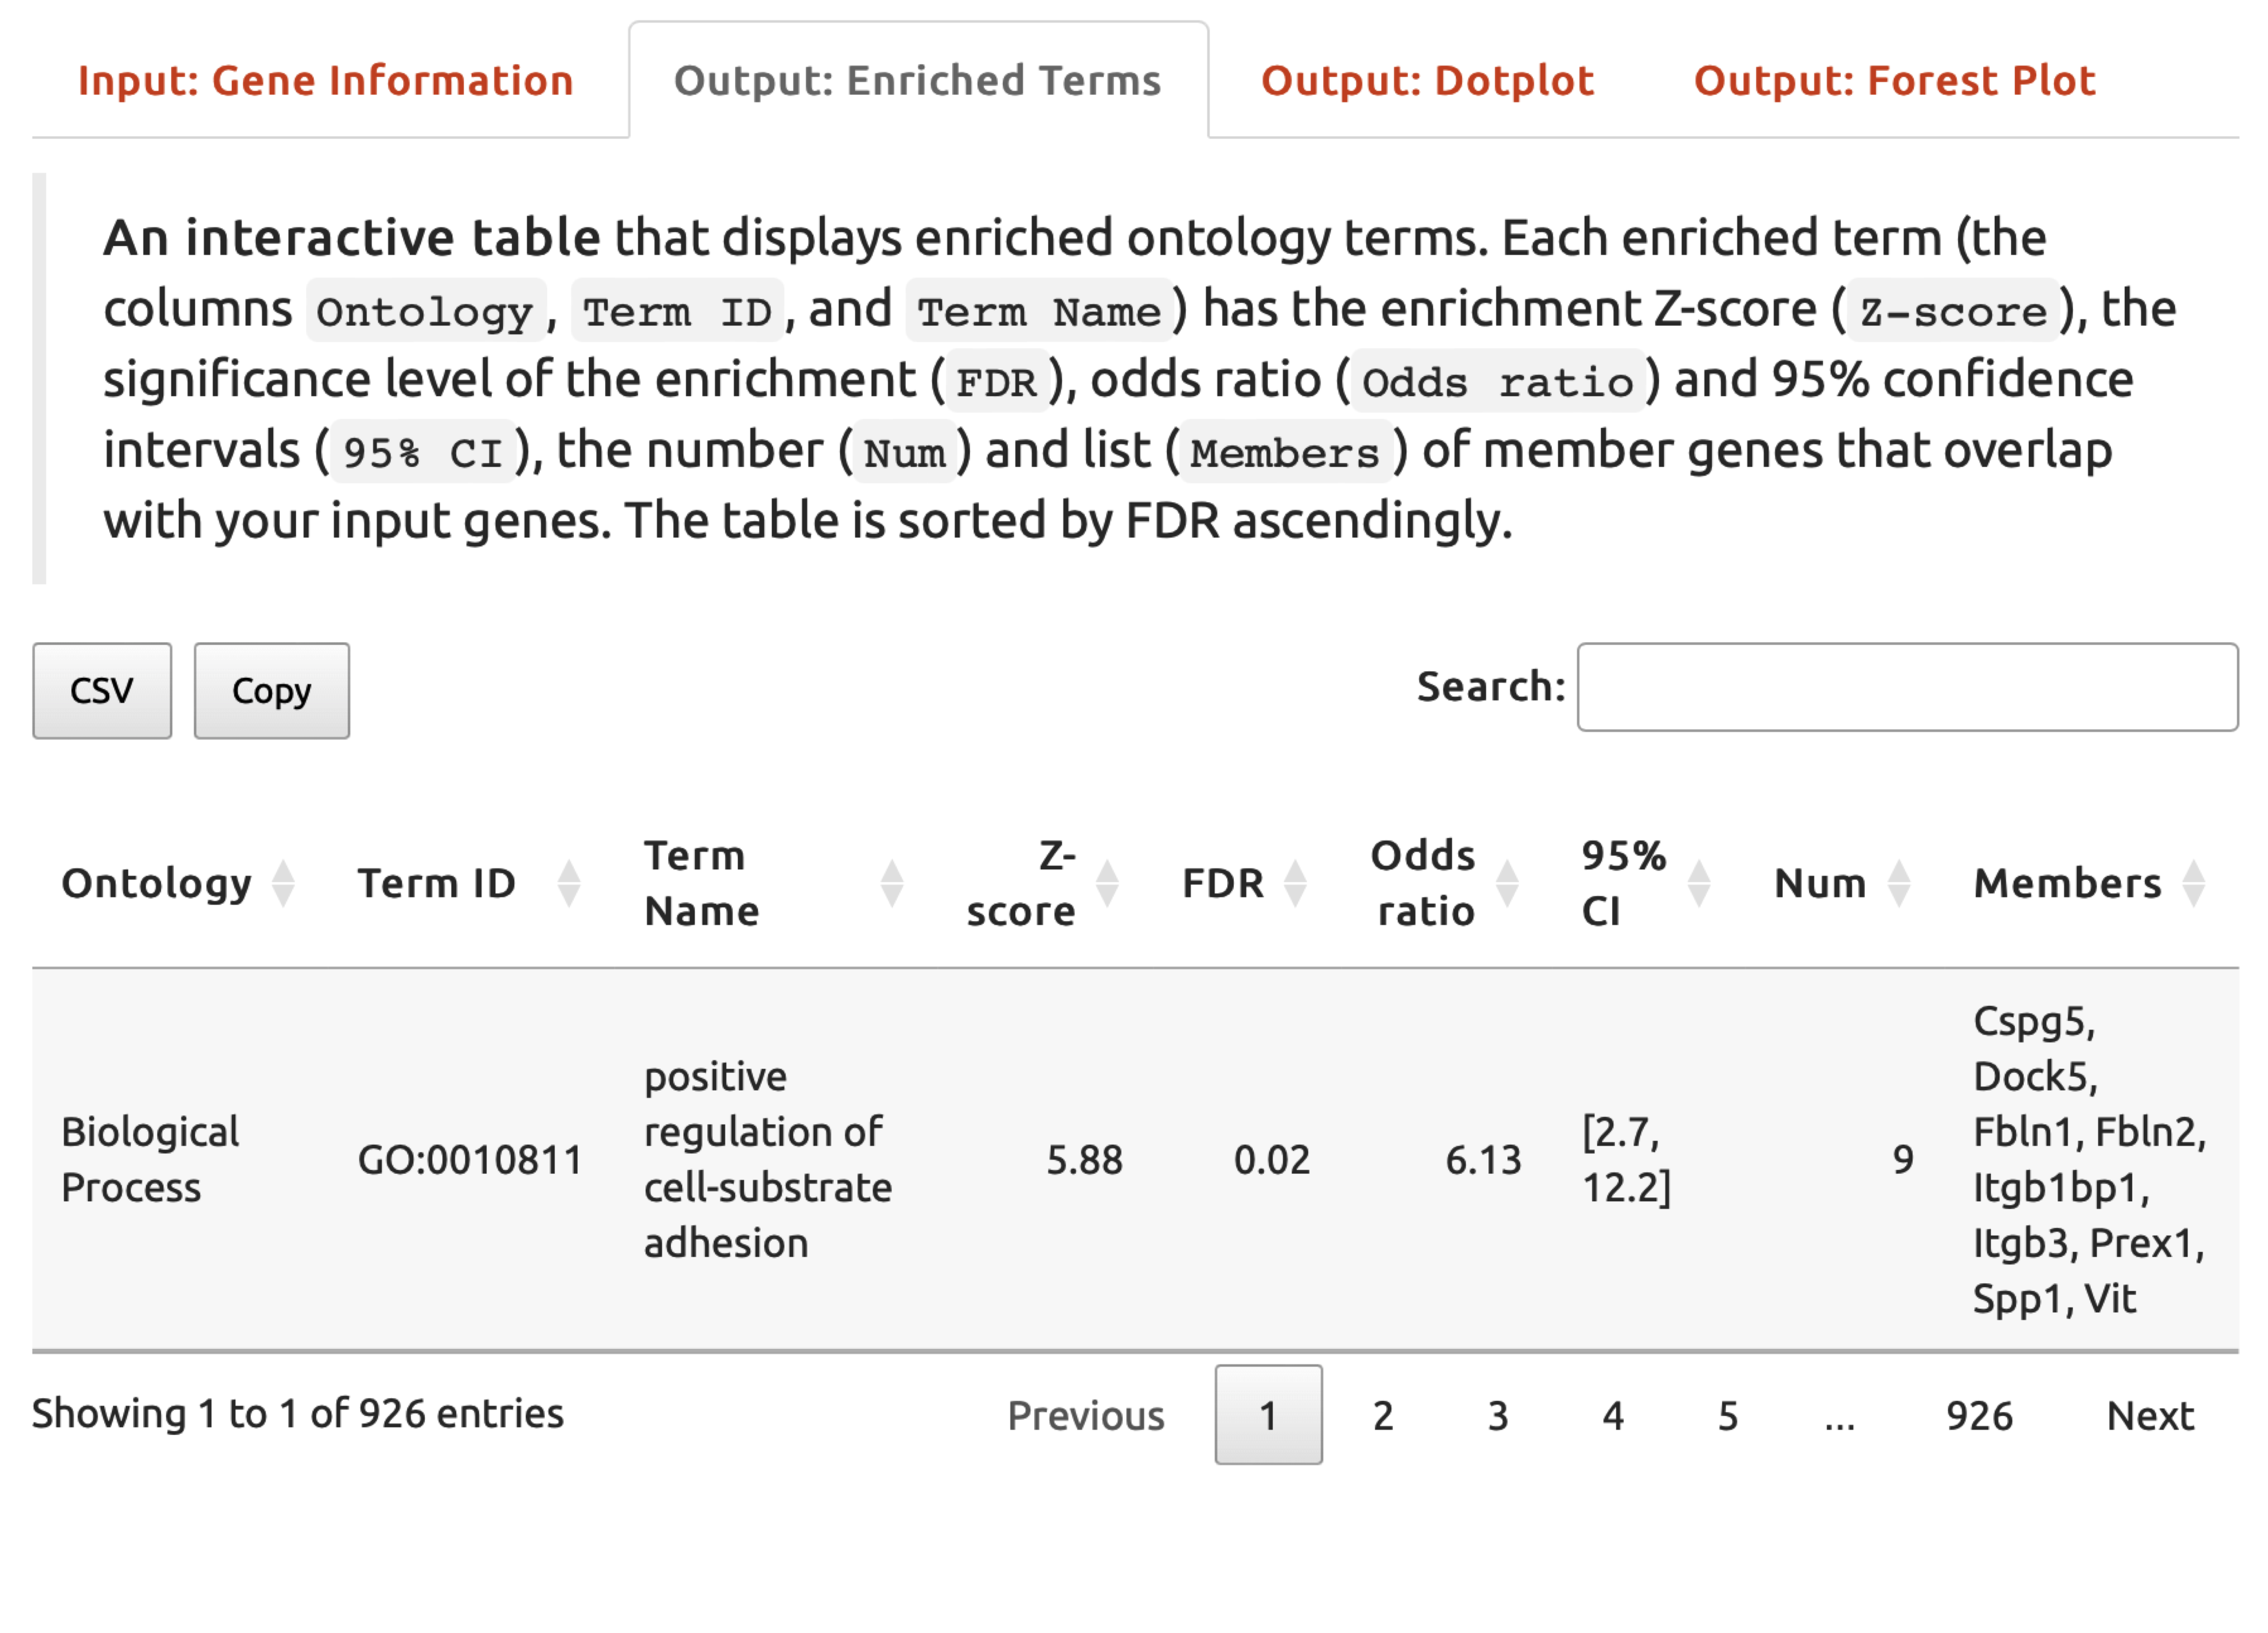 Input: Gene Information Output: Enriched Terms Output: Dotplot Output: Forest Plot
An interactive table that displays enriched ontology terms. Each enriched term (the
columns Ontology, Term ID, and Term Name) has the enrichment Z-score (Z-score), the
significance level of the enrichment (FDR), odds ratio (Odds ratio) and 95% confidence
intervals (95% CI), the number (Num) and list (Members) of member genes that overlap
with your input genes. The table is sorted by FDR ascendingly.
CSV Copy Search:
Ontology Term ID Term Name Z-score FDR Odds ratio 95% CI Num Members
Biological Process GO:0010811 positive regulation of cell-substrate adhesion 5.88 0.02 6.13 [2.7, 12.2] 9 Cspg5, Dock5, Fbln1, Fbln2, Itgb1bp1, Itgb3, Prex1, Spp1, Vit
Showing 1 to 1 of 926 entries Previous 1 2 3 4 5 ... 926 Next